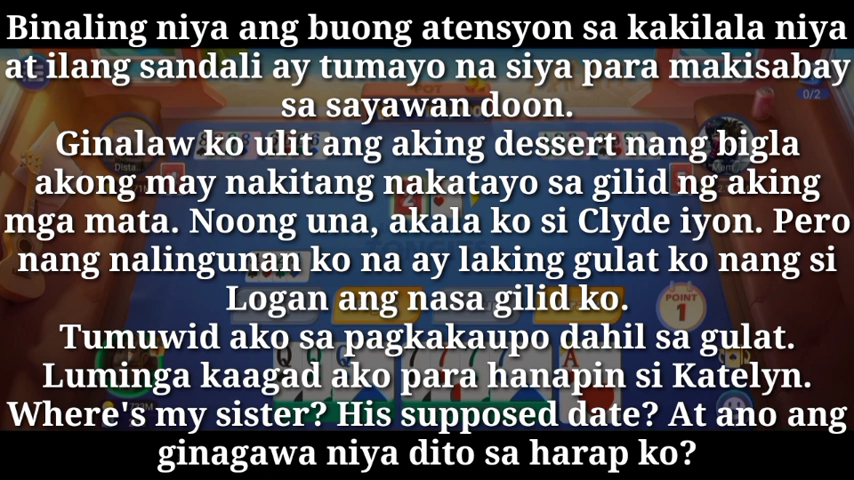 Binaling niya ang buong atensyon sa kakilala niya
at ilang sandali ay tumayo na siya para makisabay
sa sayawan doon.
Ginalaw ko ulit ang aking dessert nang bigla
akong may nakitang nakatayo sa gilid ng aking
mga mata. Noong una, akala ko si Clyde iyon. Pero
nang nalingunan ko na ay laking gulat ko nang si
Logan ang nasa gilid ko.
Tumuwid ako sa pagkakaupo dahil sa gulat.
Luminga kaagad ako para hanapin si Katelyn.
Where's my sister? His supposed date? At ano ang
ginagawa niya dito sa harap ko?
0/2
POINT
1